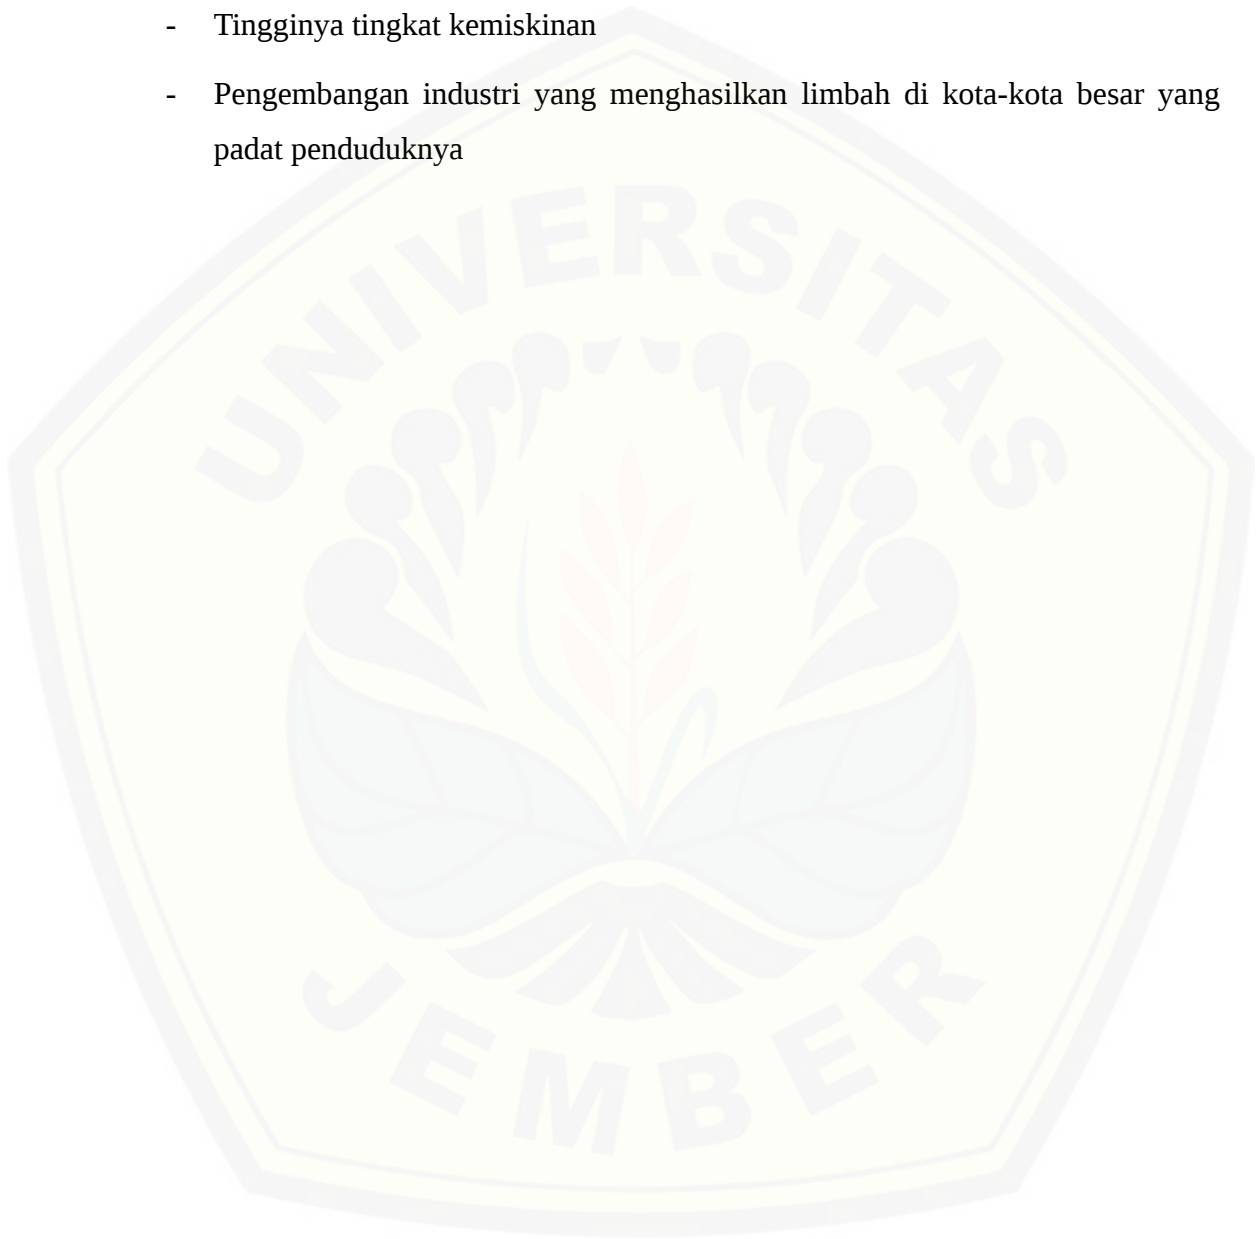 - Tingginya tingkat kemiskinan
- Pengembangan industri yang menghasilkan limbah di kota-kota besar yang
padat penduduknya
UNIVERSITAS
JEMBER